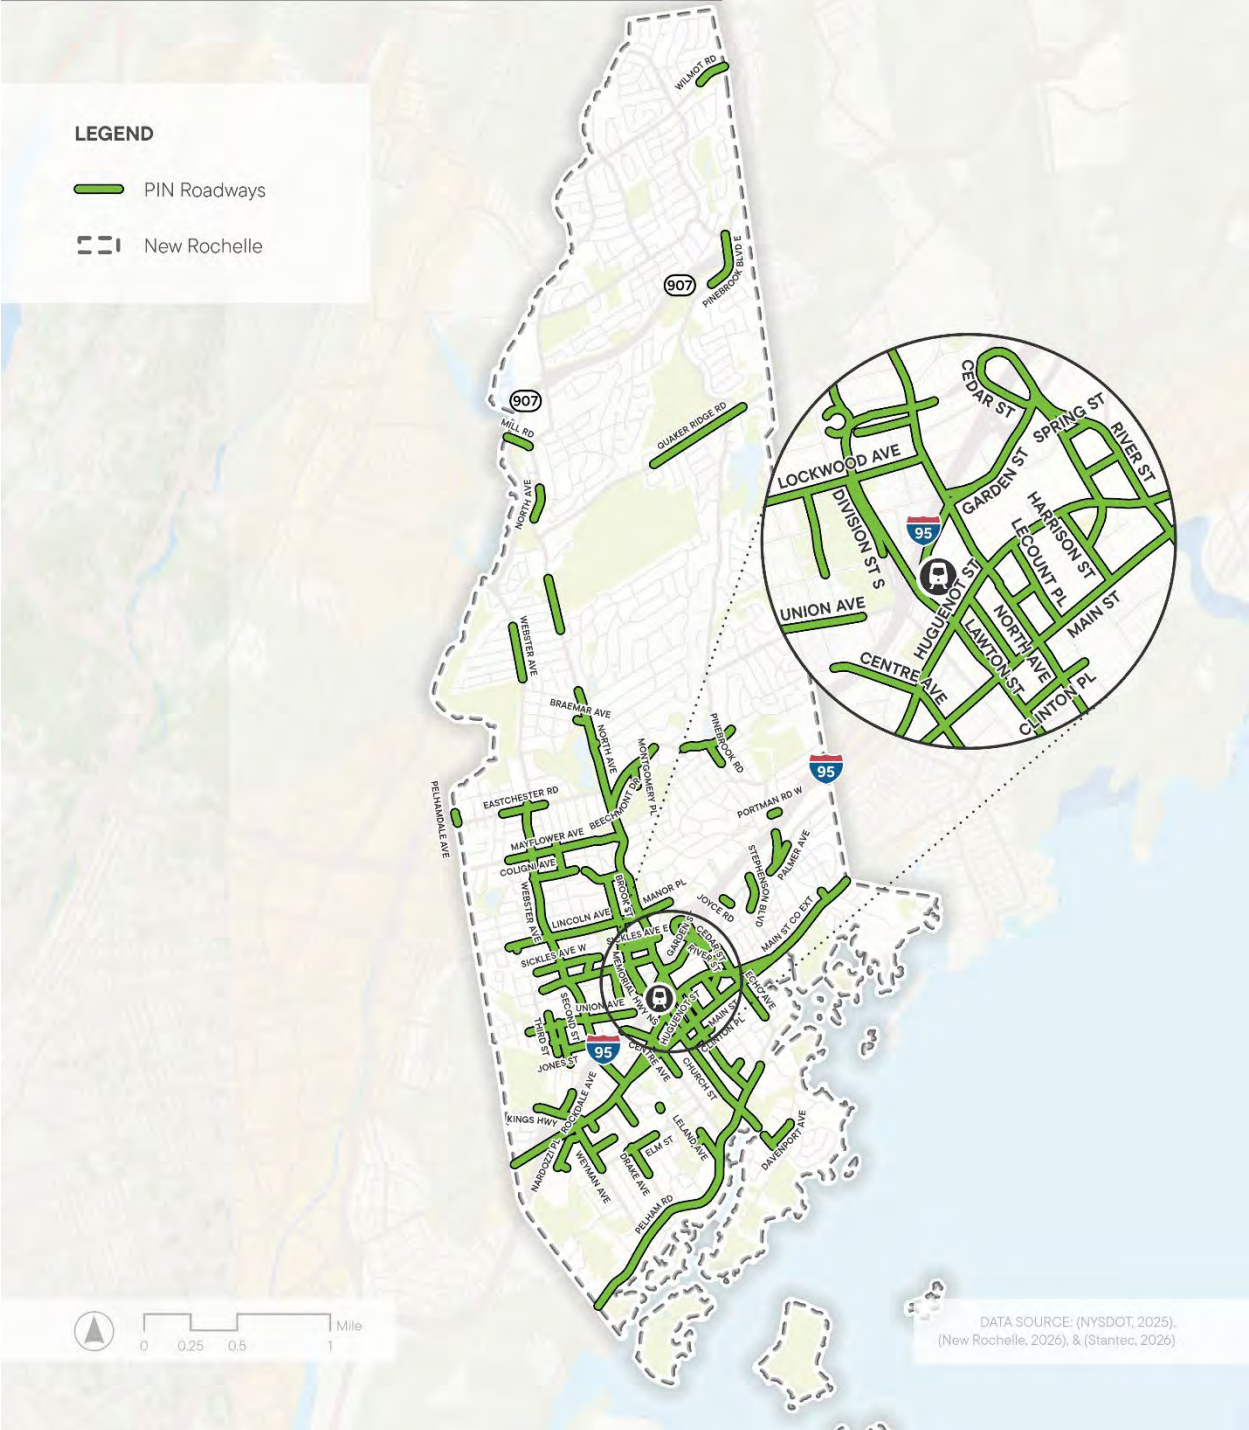 LEGEND
PIN Roadways
New Rochelle
WILMOT RD
PINEBROOK BLVD E
907
907
MILL RD
QUAKER RIDGE RD
NORTH AVE
WEBSTER AVE
BRAEMAR AVE
NORTH AVE
MONTGOMERY PL
PINEBROOK RD
BEECHMONT DR
PELHAMDALE AVE
EASTCHESTER RD
MAYFLOWER AVE
COLIGNI AVE
WEBSTER AVE
BROOK ST
MANOR PL
LINCOLN AVE
SICKLES AVE E
SICKLES AVE W
PORTMAN RD W
PALMER AVE
STEPHENSON BLVD
JOYCE RD
MAIN ST CO EXT
GARDEN S
CEDAR ST
RIVER ST
MEMORIAL HWY NS
HUGUENOT ST
MAIN ST
CLINTON PL
ECHO AVE
UNION AVE
SECOND ST
THIRD ST
JONES ST
95
CENTRE AVE
CHURCH ST
KINGS HWY
ROCKDALE AVE
NARDOZZI PL
WEYMAN AVE
DRAKE AVE
ELM ST
LELAND AVE
DAVENPORT AVE
PELHAM RD
95
CEDAR ST
SPRING ST
RIVER ST
LOCKWOOD AVE
GARDEN ST
DIVISION ST S
95
HARRISON ST
LECOUNT PL
UNION AVE
HUGUENOT ST
MAIN ST
NORTH AVE
LAWTON ST
CENTRE AVE
CLINTON PL
Mile
0 0.25 0.5 1
DATA SOURCE: (NYSDOT, 2025),
(New Rochelle, 2026), & (Stantec, 2026)